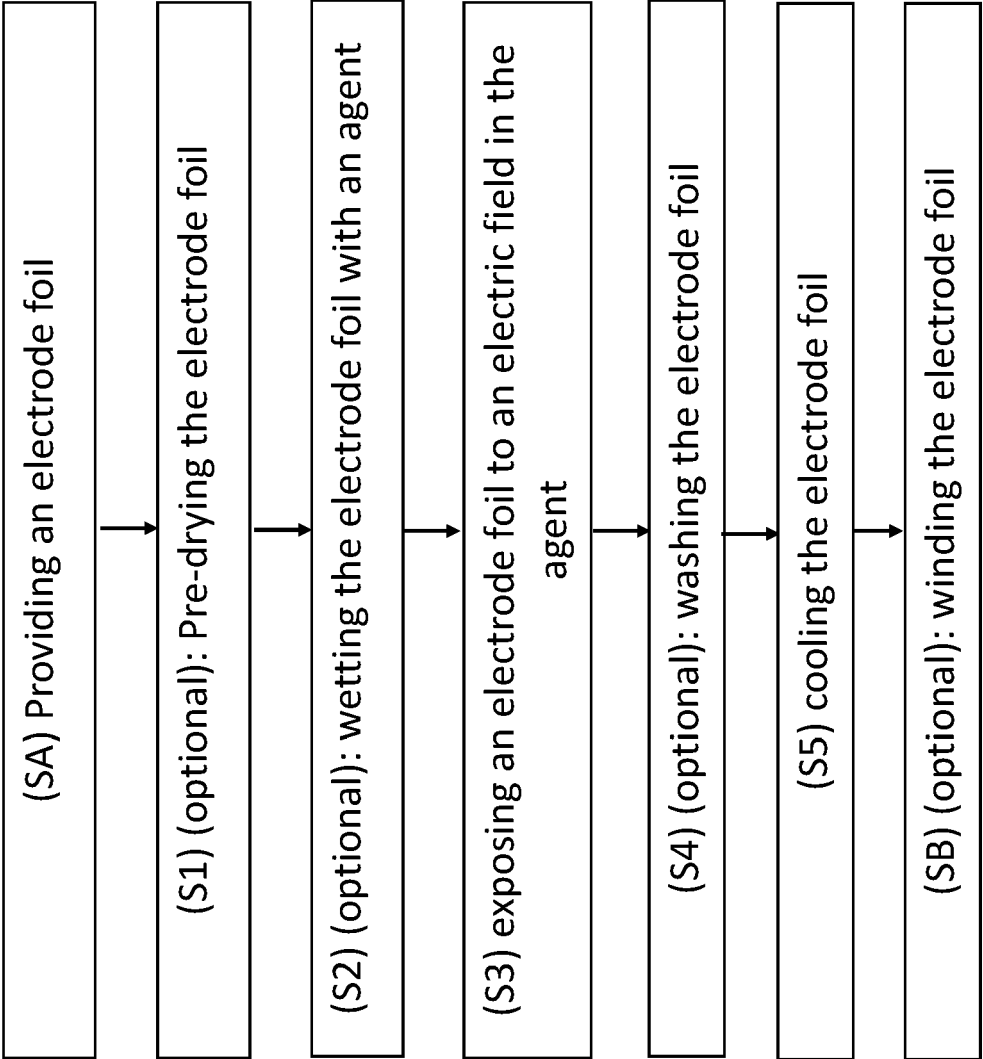 (SA) Providing an electrode foil
(S1) (optional): Pre-drying the electrode foil
(S2) (optional): wetting the electrode foil with an agent
(S3) exposing an electrode foil to an electric field in the
agent
(S4) (optional): washing the electrode foil
(S5) cooling the electrode foil
(SB) (optional): winding the electrode foil